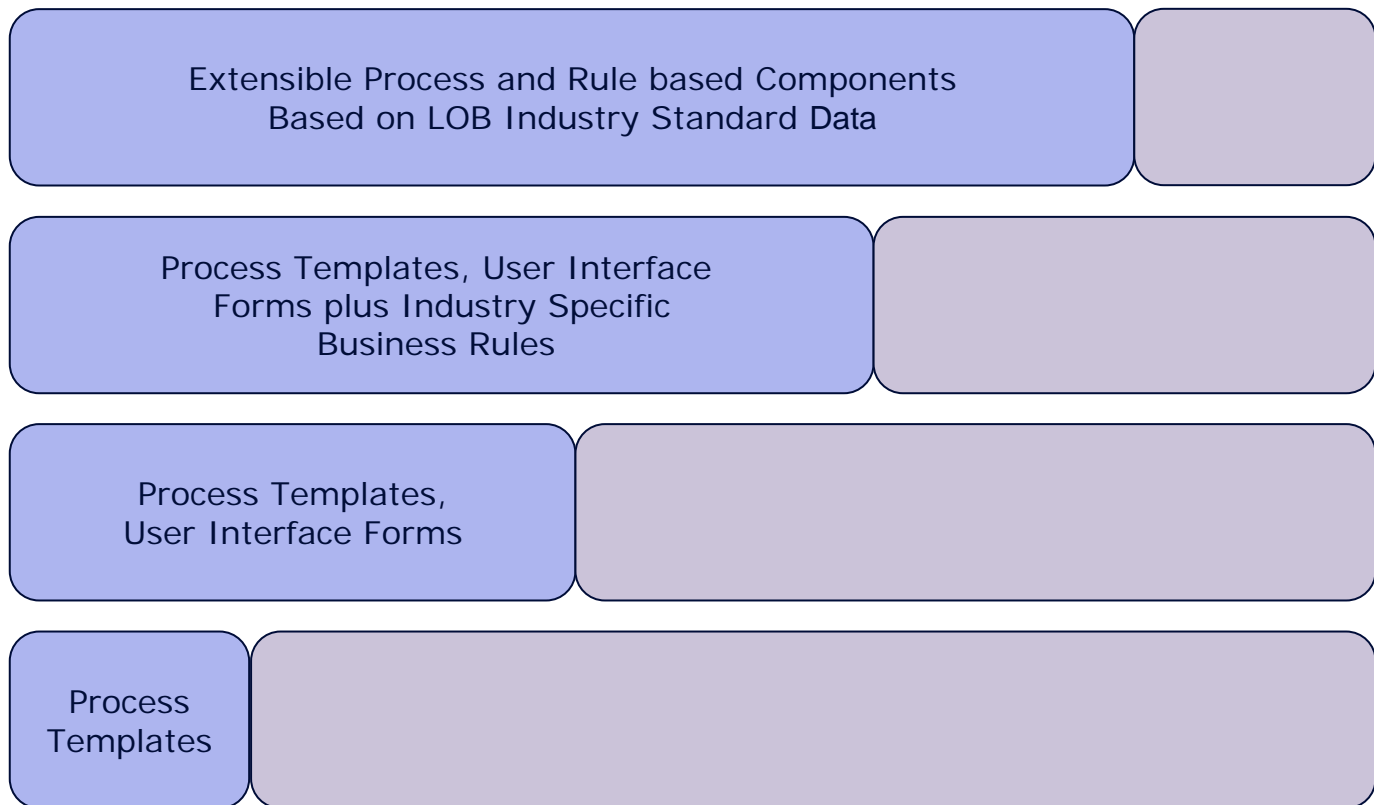 Extensible Process and Rule based Components
Based on LOB Industry Standard Data
Process Templates, User Interface
Forms plus Industry Specific
Business Rules
Process Templates,
User Interface Forms
Process
Templates